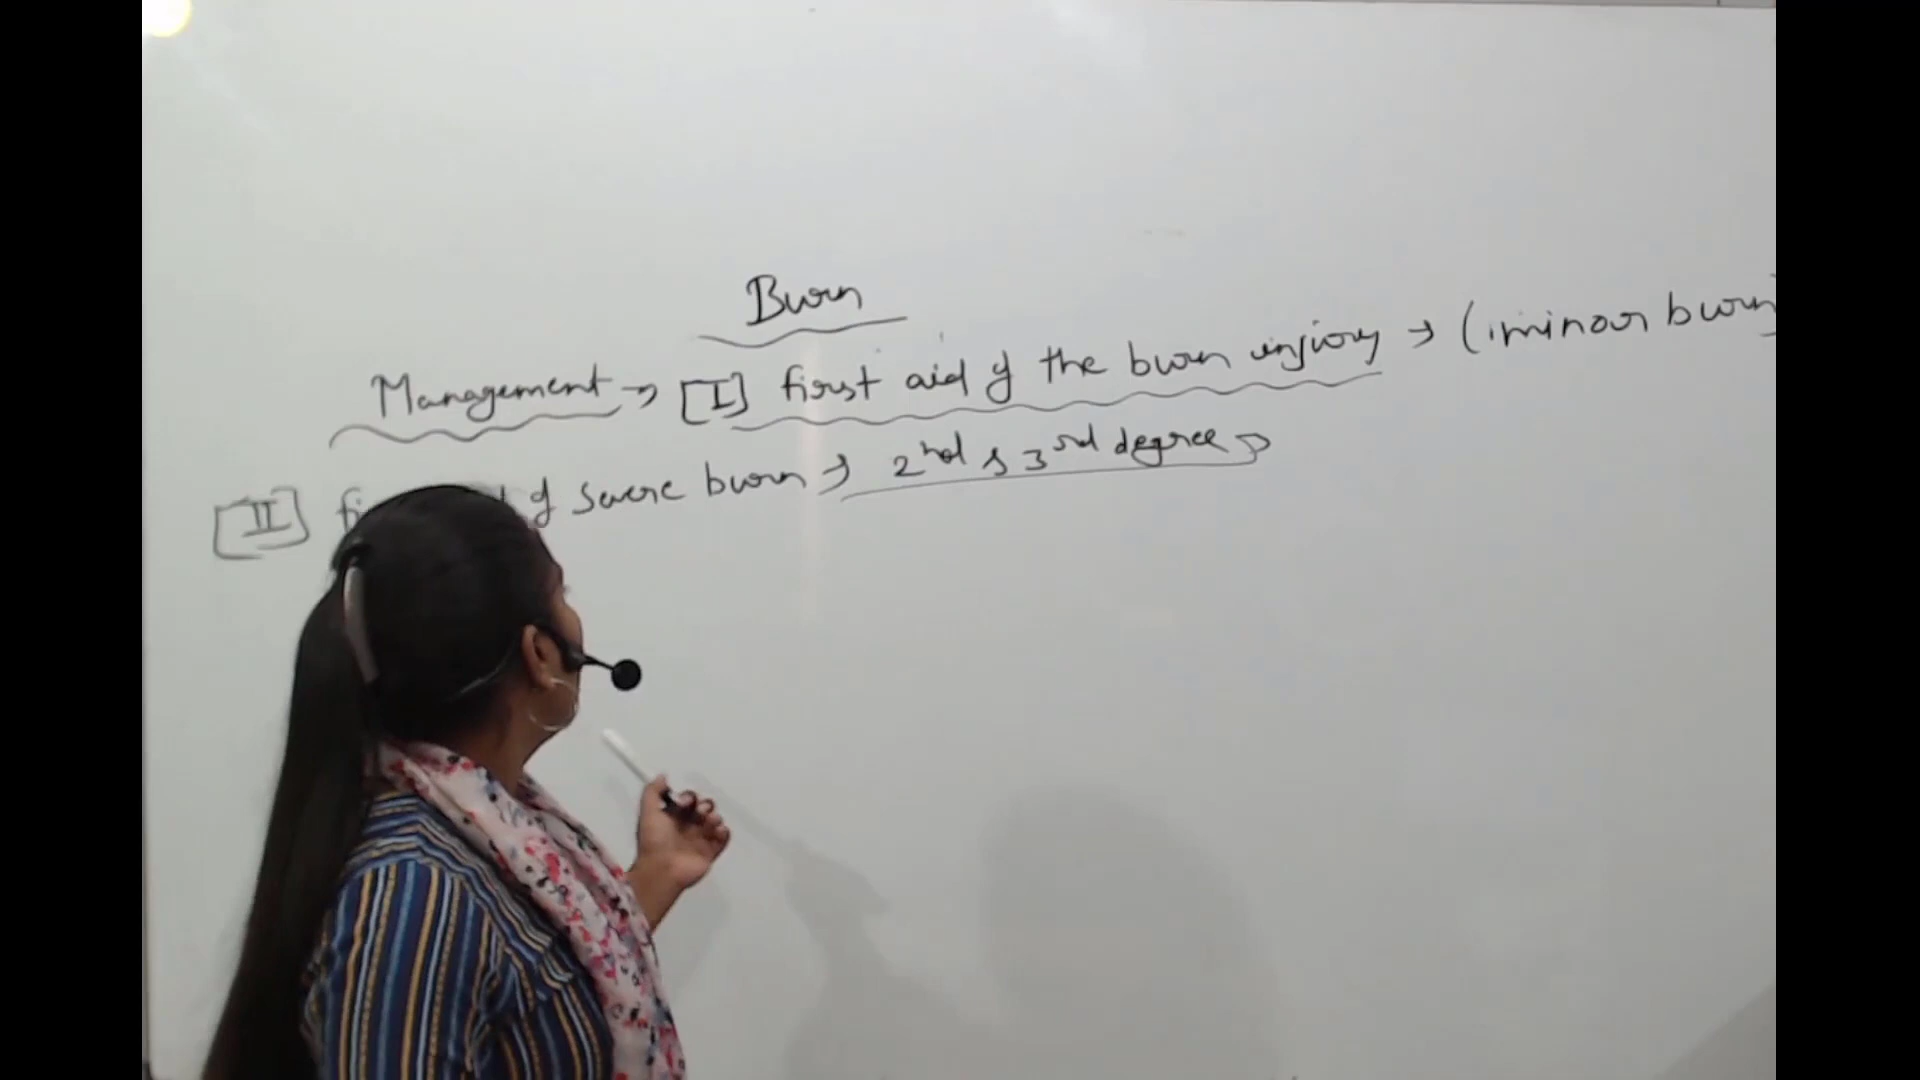 Burn
Management → [I] first aid of the burn injury → (minor burn)
[II] of severe burn → 2nd & 3rd degree →